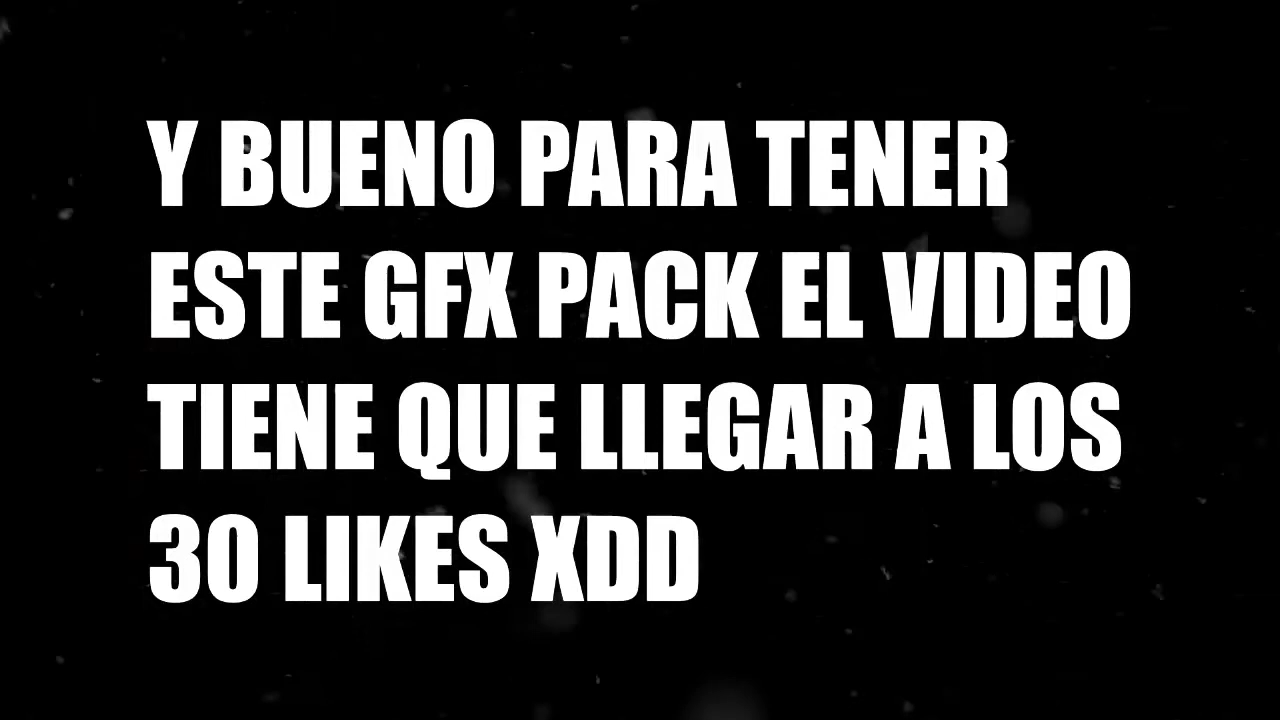 Y BUENO PARA TENER
ESTE GFX PACK EL VIDEO
TIENE QUE LLEGAR A LOS
30 LIKES XDD